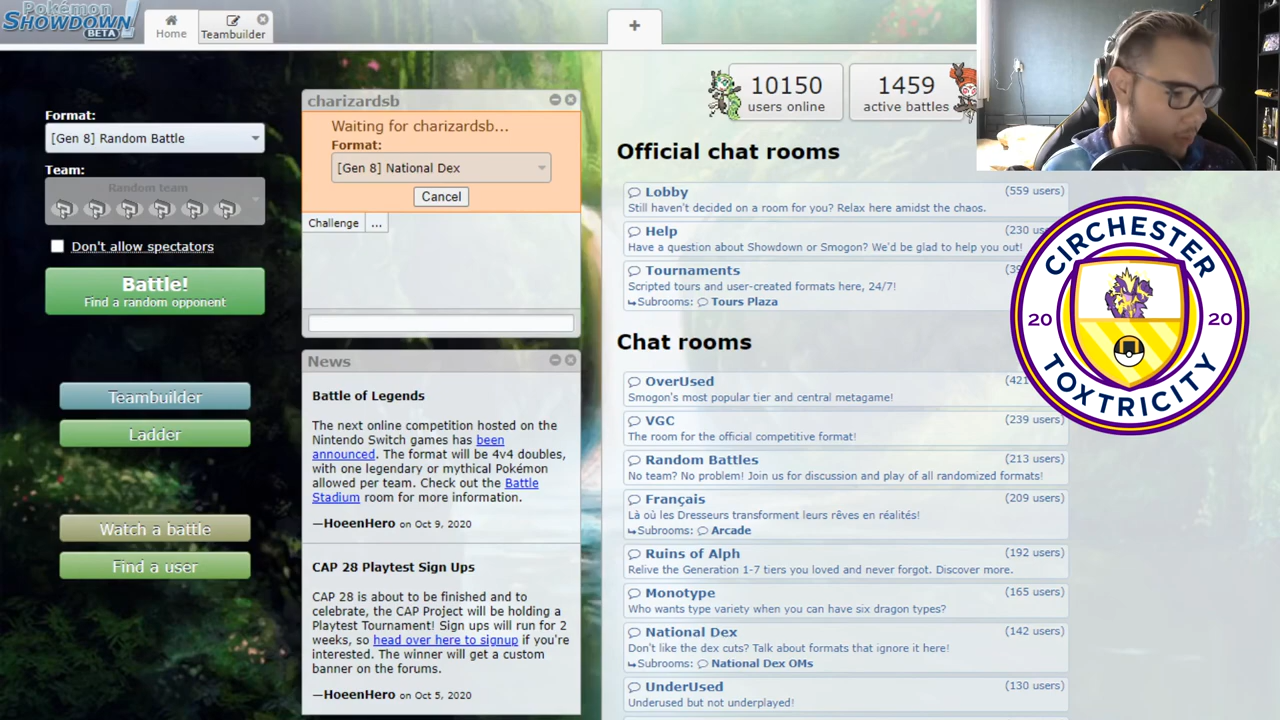 Pokémon
SHOWDOWN!
BETA
Home
Teambuilder
+
Format:
[Gen 8] Random Battle
Team:
Random team
Don't allow spectators
Battle!
Find a random opponent
Teambuilder
Ladder
Watch a battle
Find a user
charizardsb
Waiting for charizardsb...
Format:
[Gen 8] National Dex
Cancel
Challenge
...
News
Battle of Legends
The next online competition hosted on the
Nintendo Switch games has been
announced. The format will be 4v4 doubles,
with one legendary or mythical Pokémon
allowed per team. Check out the Battle
Stadium room for more information.
—HoeenHero on Oct 9, 2020
CAP 28 Playtest Sign Ups
CAP 28 is about to be finished and to
celebrate, the CAP Project will be holding a
Playtest Tournament! Sign ups will run for 2
weeks, so head over here to signup if you're
interested. The winner will get a custom
banner on the forums.
—HoeenHero on Oct 5, 2020
10150
users online
1459
active battles
Official chat rooms
Lobby (559 users)
Still haven't decided on a room for you? Relax here amidst the chaos.
Help (230 users)
Have a question about Showdown or Smogon? We'd be glad to help you out!
Tournaments
Scripted tours and user-created formats here, 24/7!
↳Subrooms: Tours Plaza
Chat rooms
OverUsed (421
Smogon's most popular tier and central metagame!
VGC (239 users)
The room for the official competitive format!
Random Battles (213 users)
No team? No problem! Join us for discussion and play of all randomized formats!
Français (209 users)
Là où les Dresseurs transforment leurs rêves en réalités!
↳Subrooms: Arcade
Ruins of Alph (192 users)
Relive the Generation 1-7 tiers you loved and never forgot. Discover more.
Monotype (165 users)
Who wants type variety when you can have six dragon types?
National Dex (142 users)
Don't like the dex cuts? Talk about formats that ignore it here!
↳Subrooms: National Dex OMs
UnderUsed (130 users)
Underused but not underplayed!
CIRCHESTER
20 20
TOXTRICITY